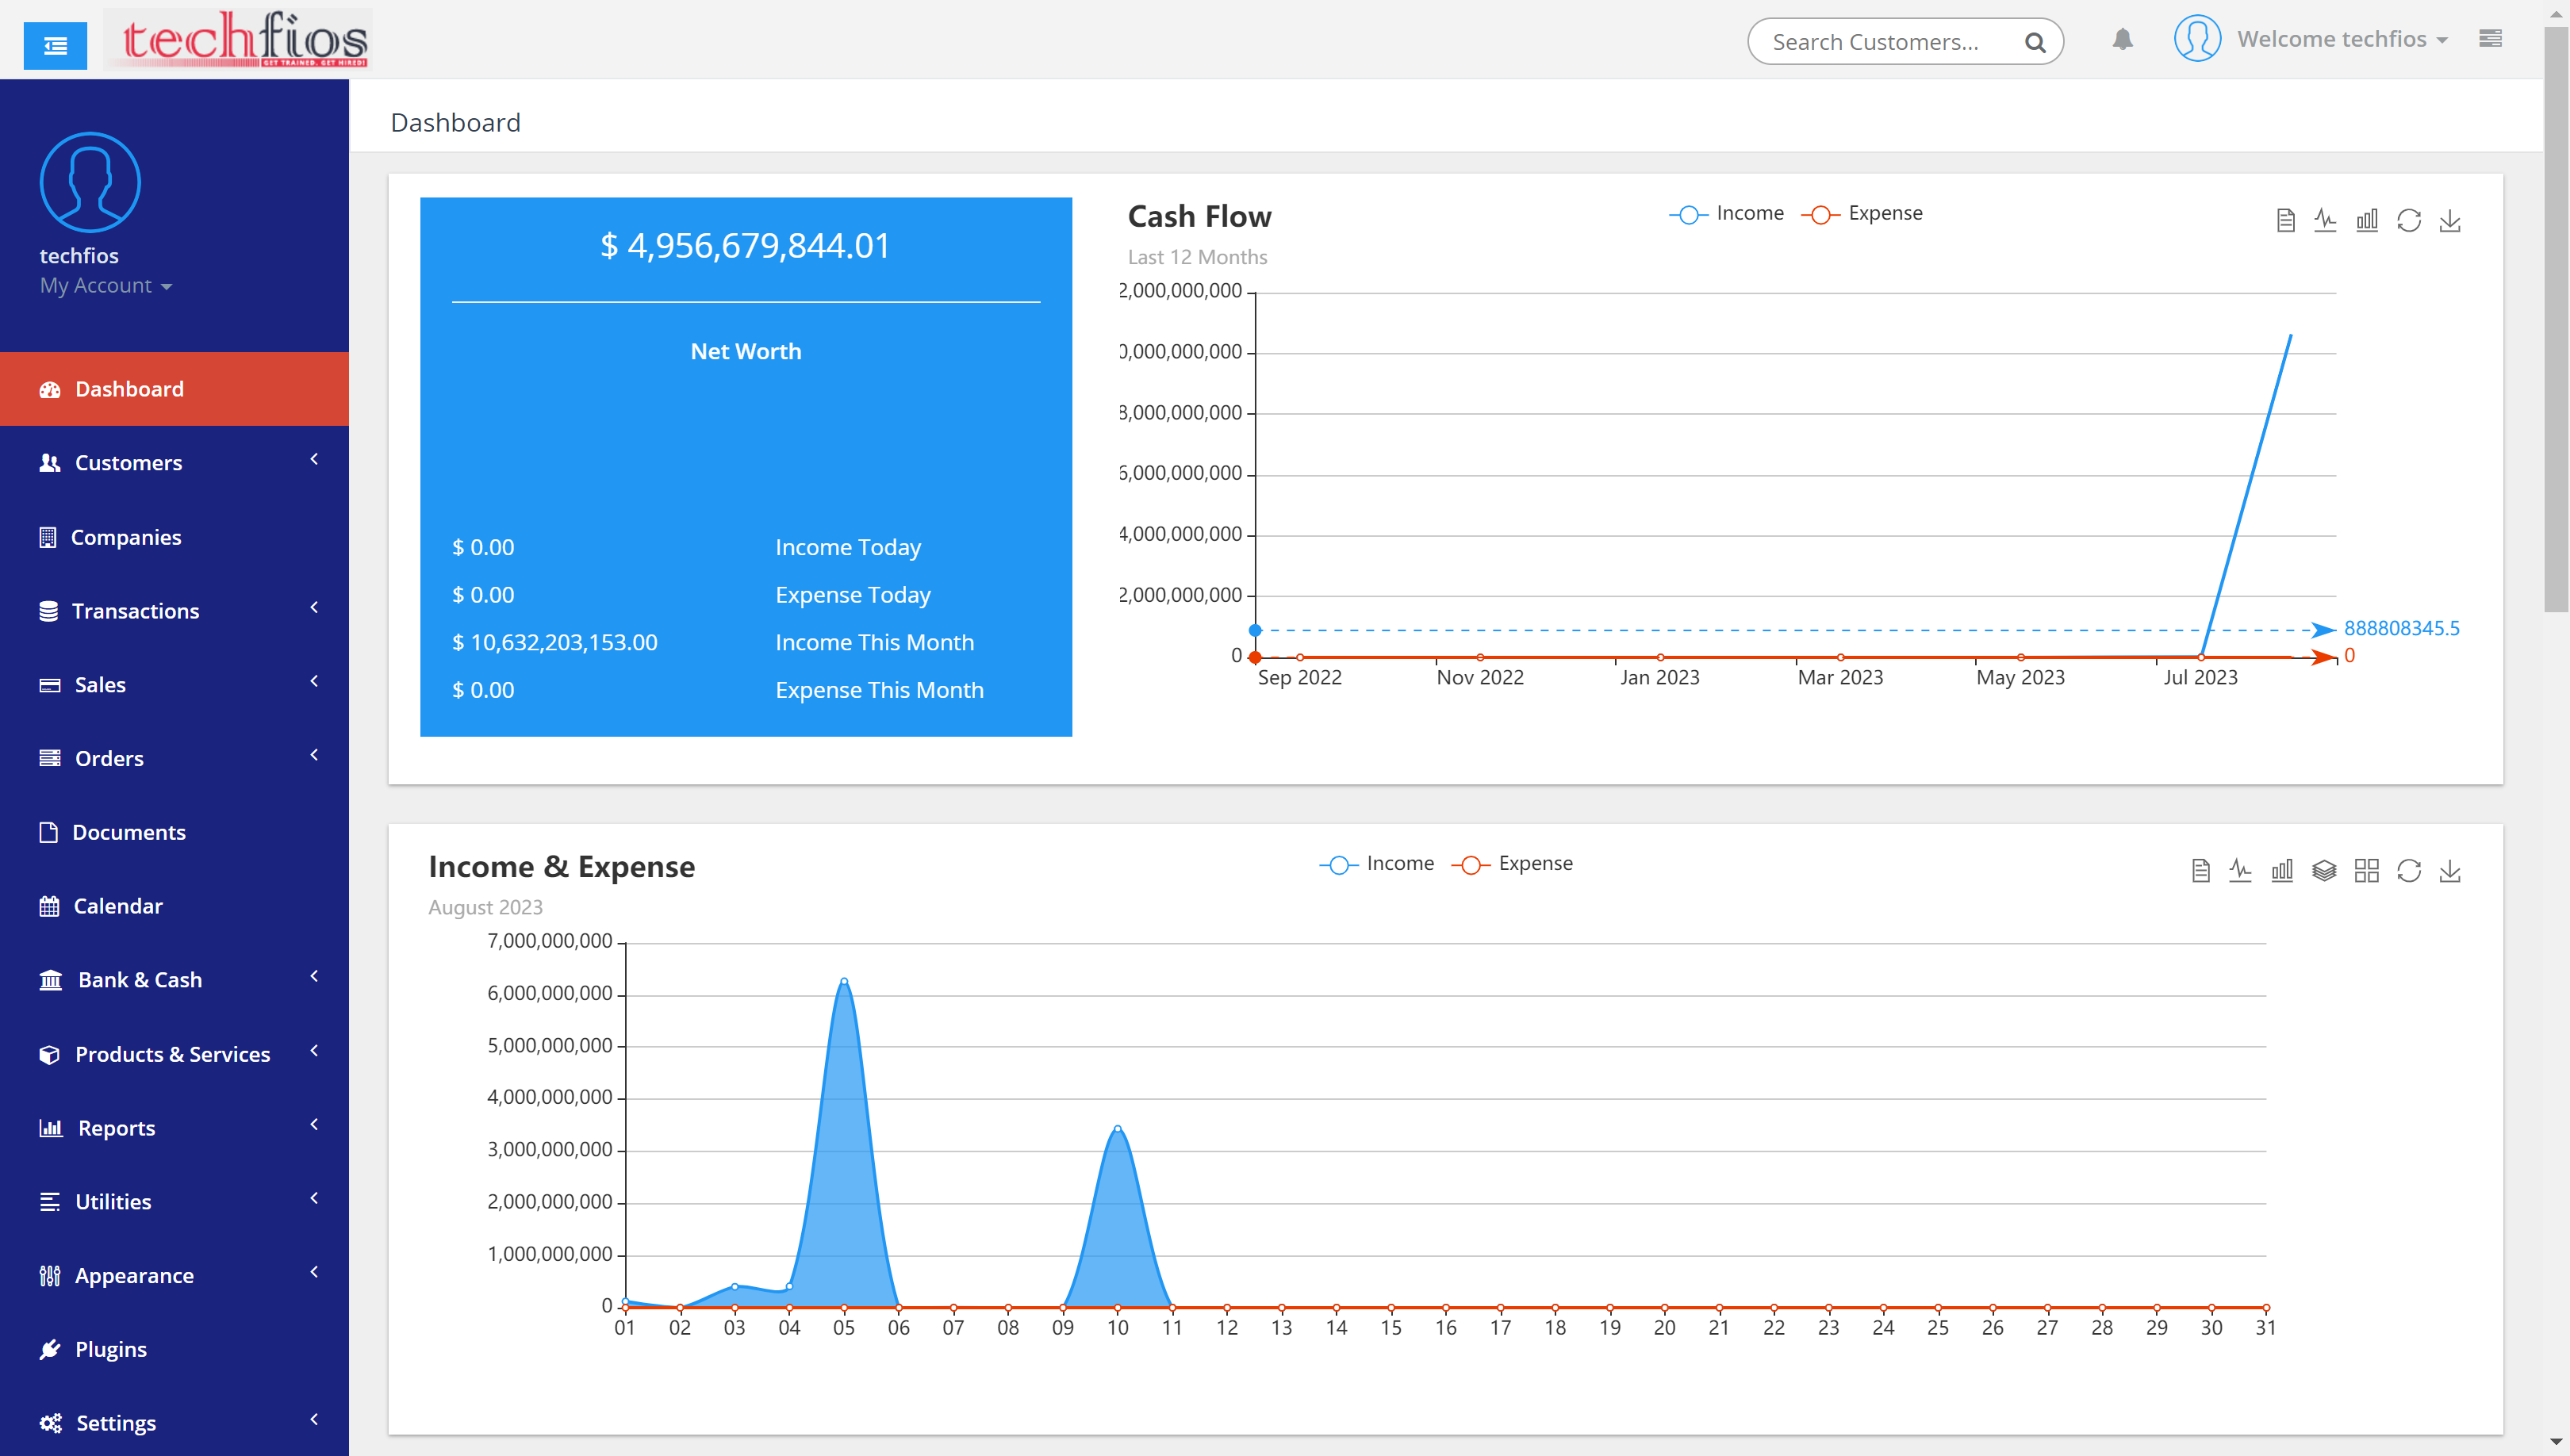 techfios
GET TRAINED. GET HIRED!
Search Customers...
Welcome techfios
techfios
My Account
Dashboard
Customers
Companies
Transactions
Sales
Orders
Documents
Calendar
Bank & Cash
Products & Services
Reports
Utilities
Appearance
Plugins
Settings
Dashboard
$ 4,956,679,844.01
Net Worth
$ 0.00 Income Today
$ 0.00 Expense Today
$ 10,632,203,153.00 Income This Month
$ 0.00 Expense This Month
Cash Flow
Last 12 Months
Income Expense
2,000,000,000
0,000,000,000
8,000,000,000
6,000,000,000
4,000,000,000
2,000,000,000
0
888808345.5
0
Sep 2022 Nov 2022 Jan 2023 Mar 2023 May 2023 Jul 2023
Income & Expense
August 2023
Income Expense
7,000,000,000
6,000,000,000
5,000,000,000
4,000,000,000
3,000,000,000
2,000,000,000
1,000,000,000
0
01 02 03 04 05 06 07 08 09 10 11 12 13 14 15 16 17 18 19 20 21 22 23 24 25 26 27 28 29 30 31